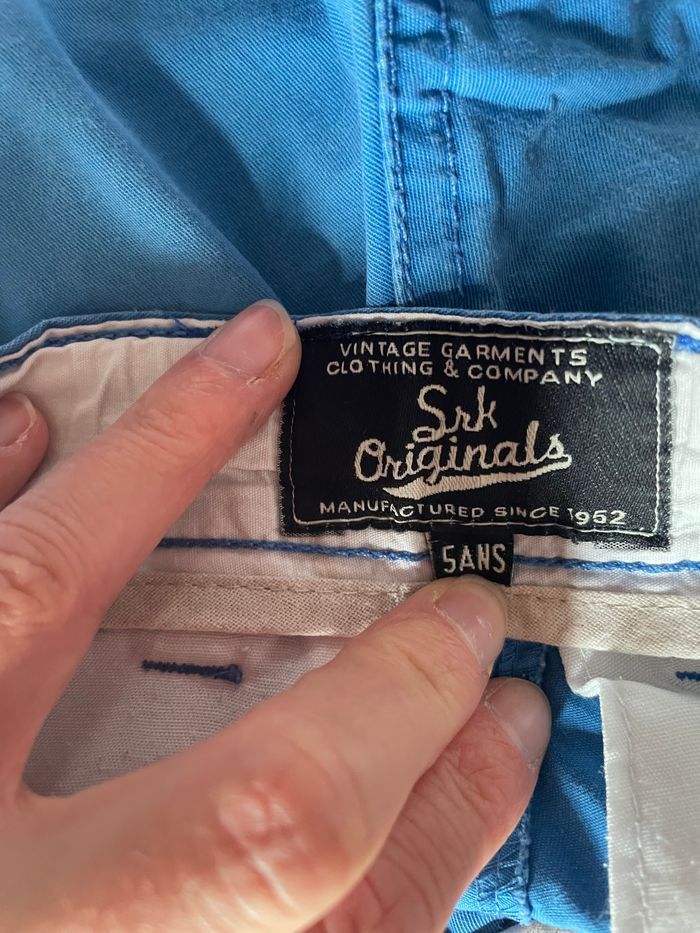 VINTAGE GARMENTS
CLOTHING & COMPANY
Srk
Originals
MANUFACTURED SINCE 1952
5ANS